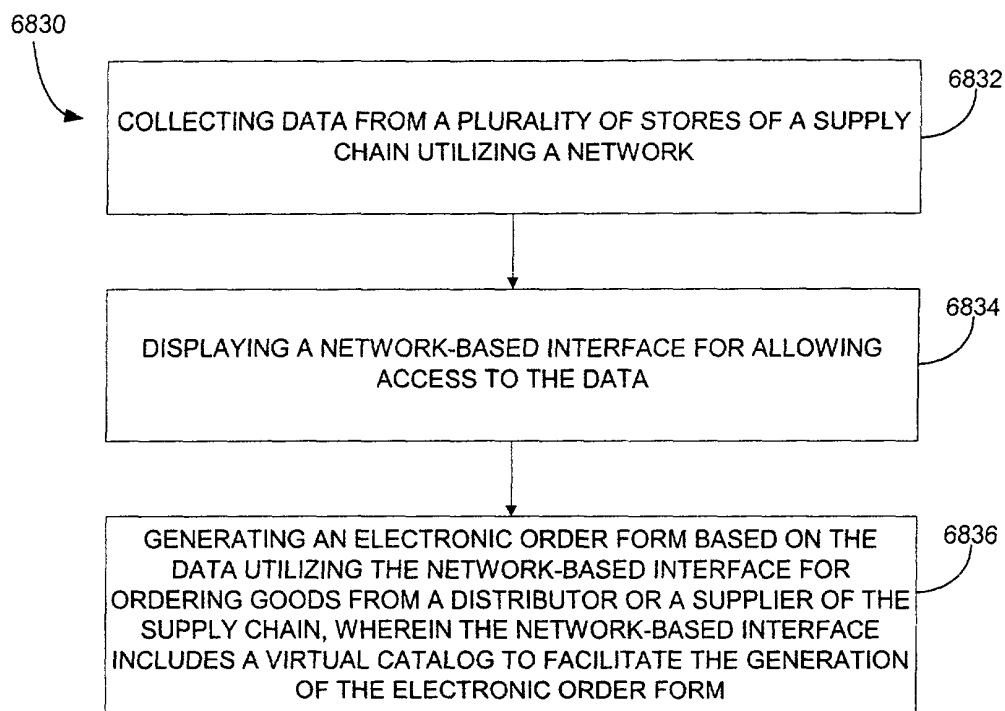 6830
6832
COLLECTING DATA FROM A PLURALITY OF STORES OF A SUPPLY
CHAIN UTILIZING A NETWORK
6834
DISPLAYING A NETWORK-BASED INTERFACE FOR ALLOWING
ACCESS TO THE DATA
6836
GENERATING AN ELECTRONIC ORDER FORM BASED ON THE
DATA UTILIZING THE NETWORK-BASED INTERFACE FOR
ORDERING GOODS FROM A DISTRIBUTOR OR A SUPPLIER OF THE
SUPPLY CHAIN, WHEREIN THE NETWORK-BASED INTERFACE
INCLUDES A VIRTUAL CATALOG TO FACILITATE THE GENERATION
OF THE ELECTRONIC ORDER FORM